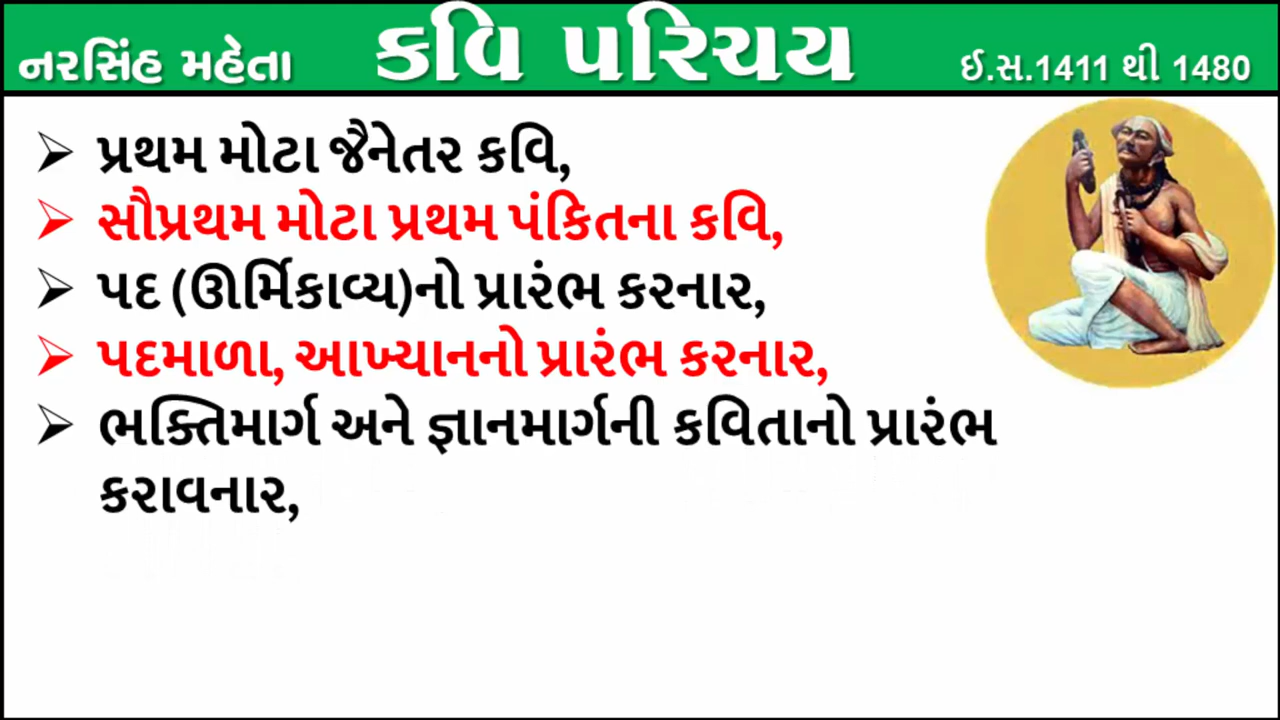 નરસિંહ મહેતા કવિ પરિચય ઈ.સ.1411 થી 1480
➢ પ્રથમ મોટા જૈનેતર કવિ,
➢ સૌપ્રથમ મોટા પ્રથમ પંકિતના કવિ,
➢ પદ (ઊર્મિકાવ્ય)નો પ્રારંભ કરનાર,
➢ પદમાળા, આખ્યાનનો પ્રારંભ કરનાર,
➢ ભક્તિમાર્ગ અને જ્ઞાનમાર્ગની કવિતાનો પ્રારંભ
કરાવનાર,